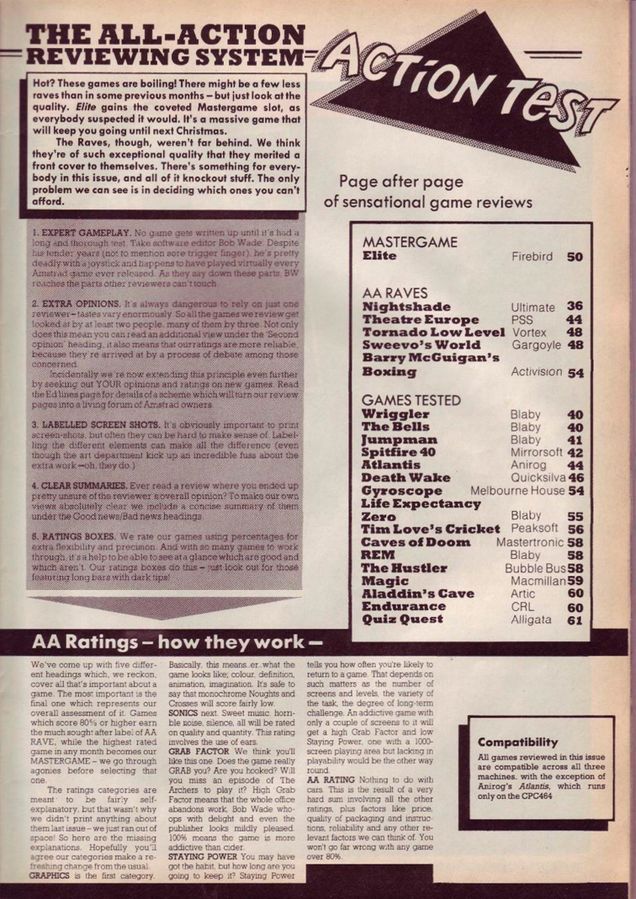 THE ALL-ACTION
REVIEWING SYSTEM
ACTION TEST
Hot? These games are boiling! There might be a few less
raves than in some previous months – but just look at the
quality. Elite gains the coveted Mastergame slot, as
everybody suspected it would. It's a massive game that
will keep you going until next Christmas.
The Raves, though, weren't far behind. We think
they're of such exceptional quality that they merited a
front cover to themselves. There's something for every-
body in this issue, and all of it knockout stuff. The only
problem we can see is in deciding which ones you can't
afford.
1. EXPERT GAMEPLAY. No game gets written up until it's had a
long and thorough test. Take software editor Bob Wade. Despite
his tender years (not to mention sore trigger finger), he's pretty
deadly with a joystick and happens to have played virtually every
Amstrad game ever released. As they say down these parts, BW
reaches the parts other reviewers can't touch.
2. EXTRA OPINIONS. It's always dangerous to rely on just one
reviewer – tastes vary enormously. So all the games we review get
looked at by at least two people, many of them by three. Not only
does this mean you can read an additional view under the 'Second
opinion' heading, it also means that our ratings are more reliable,
because they're arrived at by a process of debate among those
concerned.
Incidentally we're now extending this principle even further
by seeking out YOUR opinions and ratings on new games. Read
the Ed lines page for details of a scheme which will turn our review
pages into a living forum of Amstrad owners.
3. LABELLED SCREEN SHOTS. It's obviously important to print
screen-shots, but often they can be hard to make sense of. Label-
ling the different elements can make all the difference (even
though the art department kick up an incredible fuss about the
extra work – oh, they do.)
4. CLEAR SUMMARIES. Ever read a review where you ended up
pretty unsure of the reviewer's overall opinion? To make our own
views absolutely clear we include a concise summary of them
under the Good news/Bad news headings.
5. RATINGS BOXES. We rate our games using percentages for
extra flexibility and precision. And with so many games to work
through, it's a help to be able to see at a glance which are good and
which aren't. Our ratings boxes do this – just look out for those
featuring long bars with dark tips!
Page after page
of sensational game reviews
MASTERGAME
Elite Firebird 50
AA RAVES
Nightshade Ultimate 36
Theatre Europe PSS 44
Tornado Low Level Vortex 48
Sweevo's World Gargoyle 48
Barry McGuigan's
Boxing Activision 54
GAMES TESTED
Wriggler Blaby 40
The Bells Blaby 40
Jumpman Blaby 41
Spitfire 40 Mirrorsoft 42
Atlantis Anirog 44
Death Wake Quicksilva 46
Gyroscope Melbourne House 54
Life Expectancy
Zero Blaby 55
Tim Love's Cricket Peaksoft 56
Caves of Doom Mastertronic 58
REM Blaby 58
The Hustler Bubble Bus 58
Magic Macmillan 59
Aladdin's Cave Artic 60
Endurance CRL 60
Quiz Quest Alligata 61
AA Ratings – how they work –
We've come up with five differ-
ent headings which, we reckon,
cover all that's important about a
game. The most important is the
final one which represents our
overall assessment of it. Games
which score 80% or higher earn
the much sought after label of AA
RAVE, while the highest rated
game in any month becomes our
MASTERGAME – we go through
agonies before selecting that
one.
The ratings categories are
meant to be fairly self-
explanatory, but that wasn't why
we didn't print anything about
them last issue – we just ran out of
space! So here are the missing
explanations. Hopefully you'll
agree our categories make a re-
freshing change from the usual.
GRAPHICS is the first category.
Basically, this means..er..what the
game looks like; colour, definition,
animation, imagination. It's safe to
say that monochrome Noughts and
Crosses will score fairly low.
SONICS next. Sweet music, horri-
ble noise, silence, all will be rated
on quality and quantity. This rating
involves the use of ears.
GRAB FACTOR We think you'll
like this one. Does the game really
GRAB you? Are you hooked? Will
you miss an episode of The
Archers to play it? High Grab
Factor means that the whole office
abandons work, Bob Wade who-
ops with delight and even the
publisher looks mildly pleased.
100% means the game is more
addictive than cider.
STAYING POWER You may have
got the habit, but how long are you
going to keep it? Staying Power
tells you how often you're likely to
return to a game. That depends on
such matters as the number of
screens and levels, the variety of
the task, the degree of long-term
challenge. An addictive game with
only a couple of screens to it will
get a high Grab Factor and low
Staying Power, one with a 1000-
screen playing area but lacking in
playability would be the other way
round.
AA RATING Nothing to do with
cars. This is the result of a very
hard sum involving all the other
ratings, plus factors like price,
quality of packaging and instruc-
tions, reliability and any other re-
levant factors we can think of. You
won't go far wrong with any game
over 80%.
Compatibility
All games reviewed in this issue
are compatible across all three
machines, with the exception of
Anirog's Atlantis, which runs
only on the CPC464